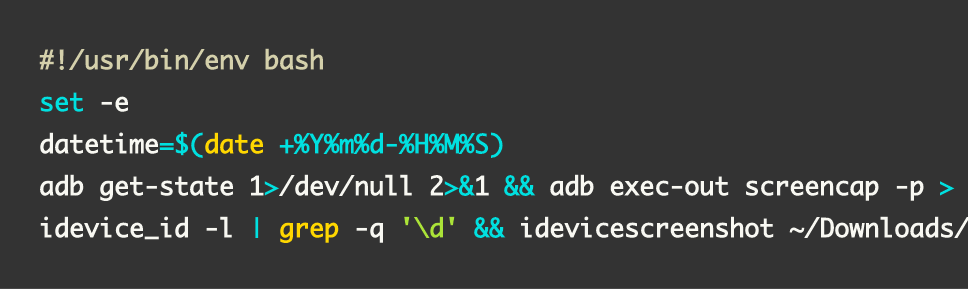 #!/usr/bin/env bash
set -e
datetime=$(date +%Y%m%d-%H%M%S)
adb get-state 1>/dev/null 2>&1 && adb exec-out screencap -p >
idevice_id -l | grep -q '\d' && idevicescreenshot ~/Downloads/